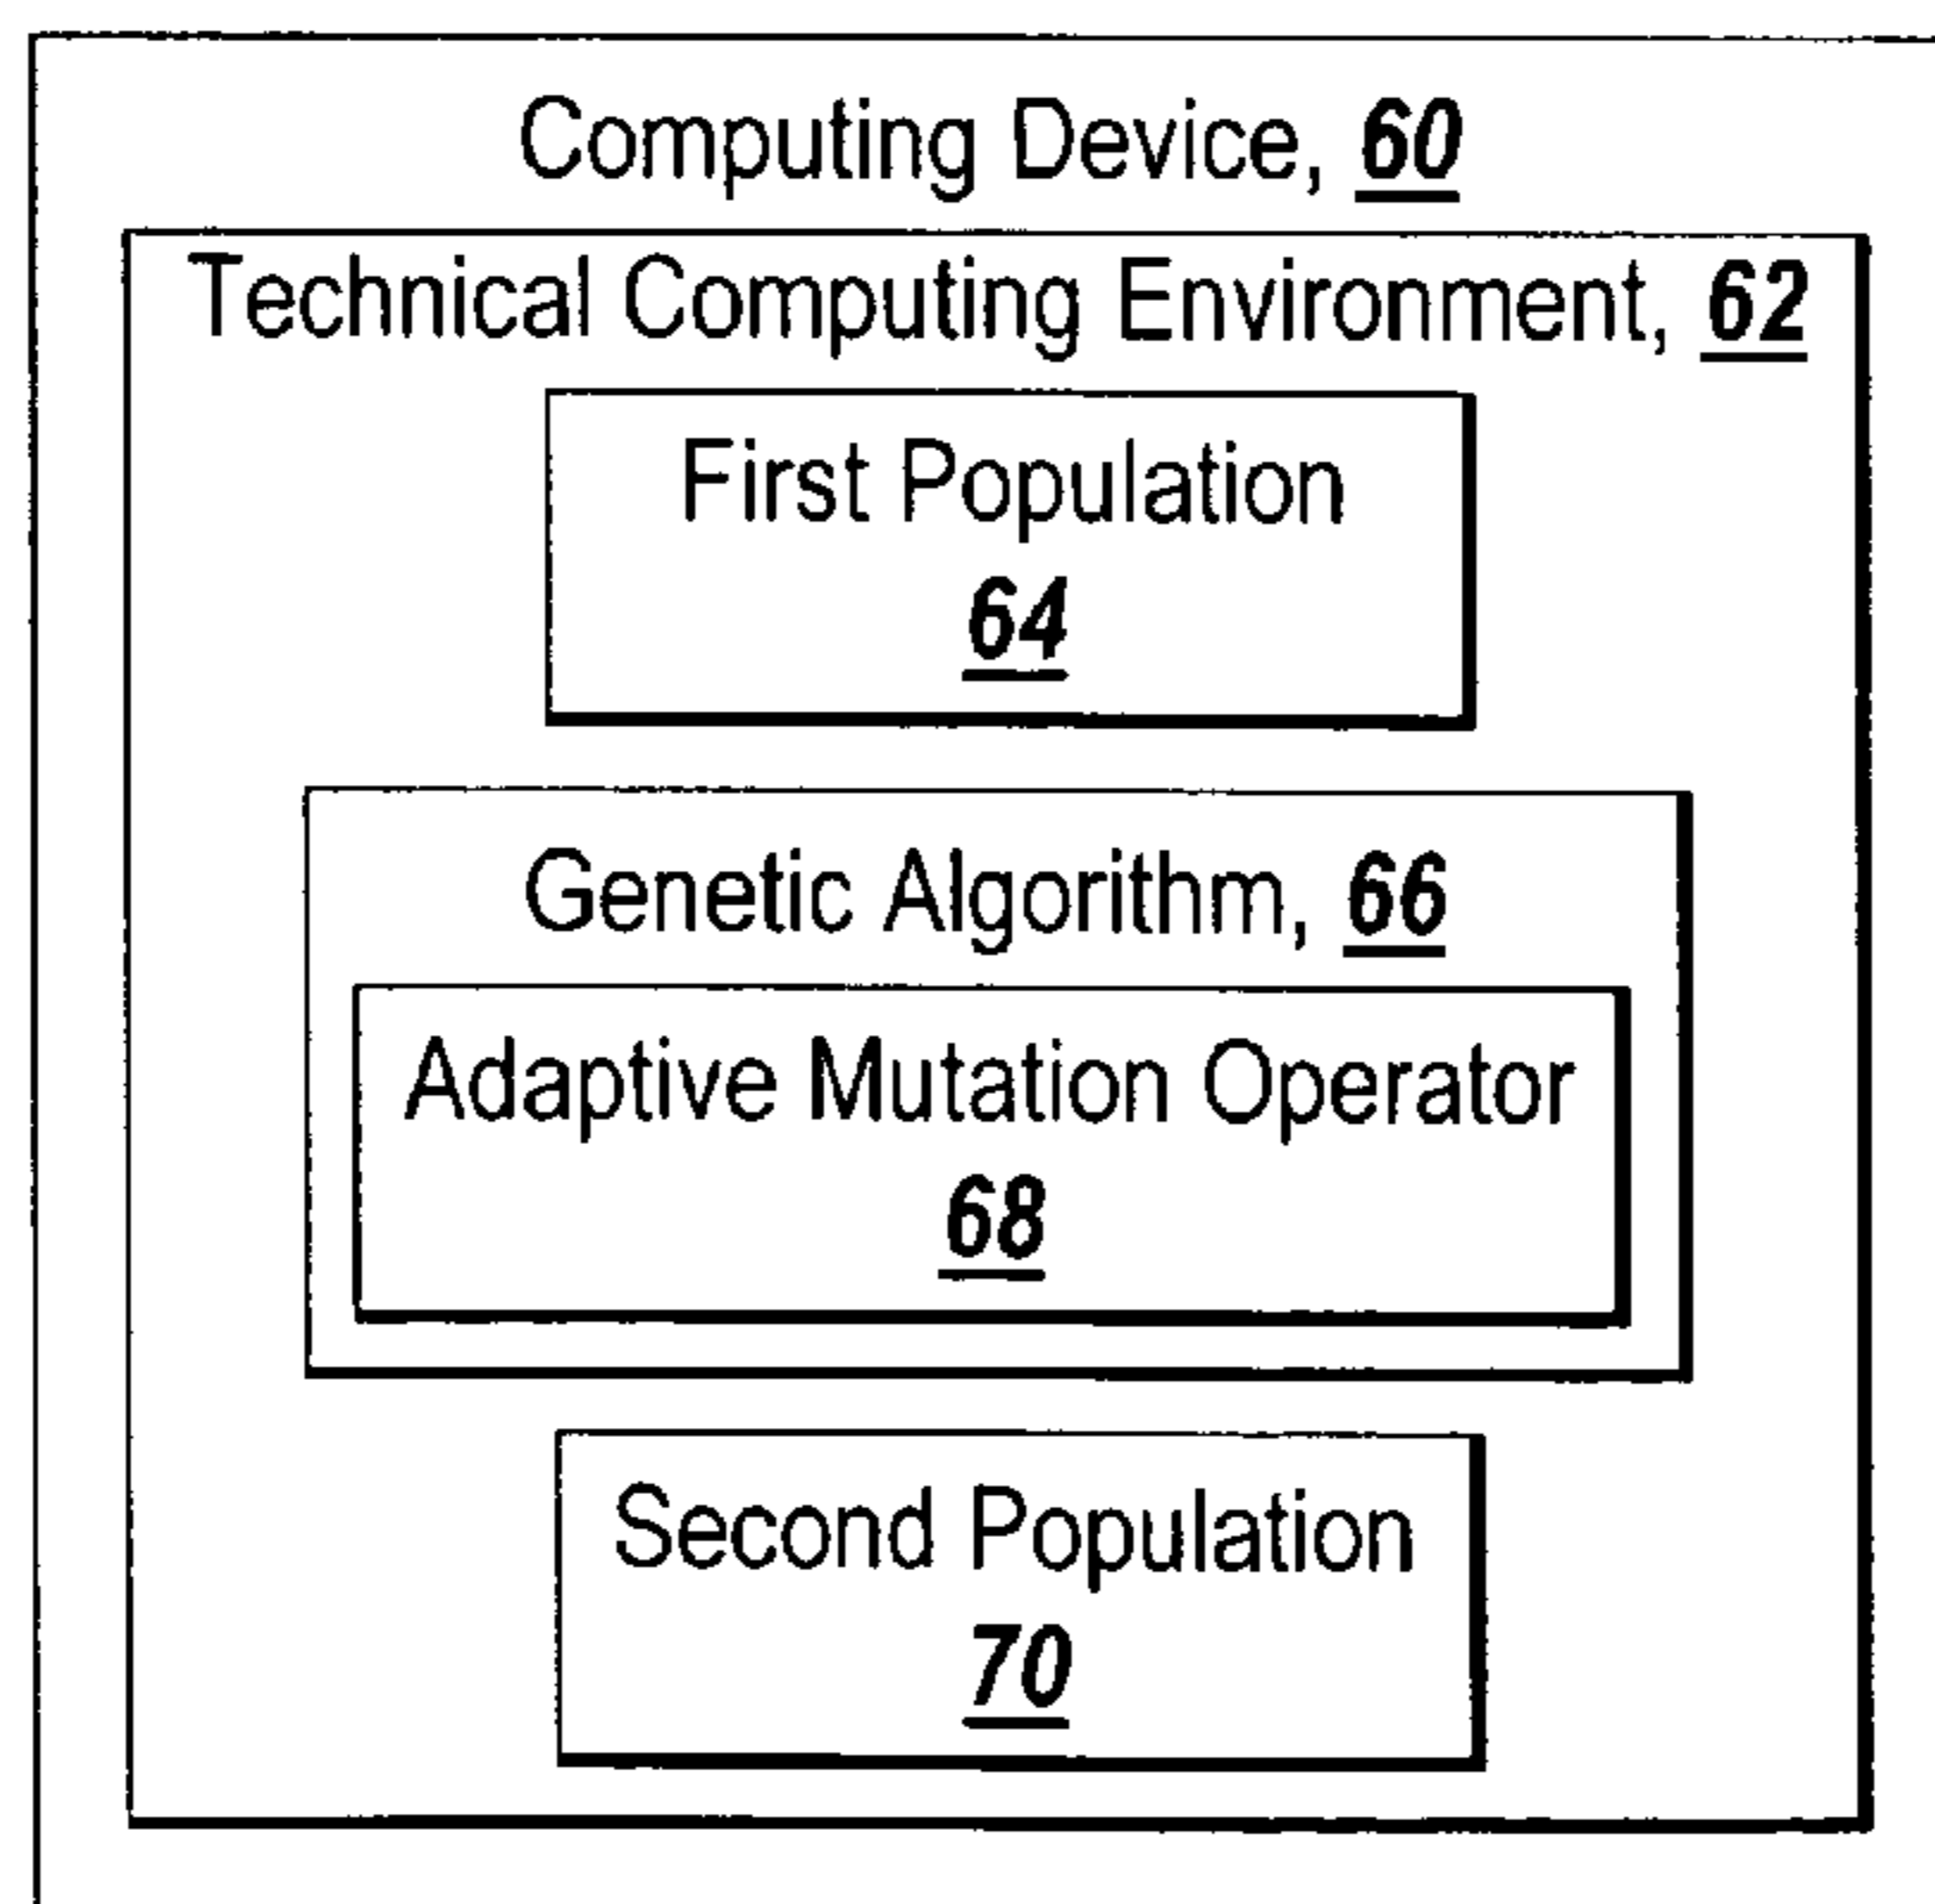 Computing Device, 60
Technical Computing Environment, 62
First Population
64
Genetic Algorithm, 66
Adaptive Mutation Operator
68
Second Population
70